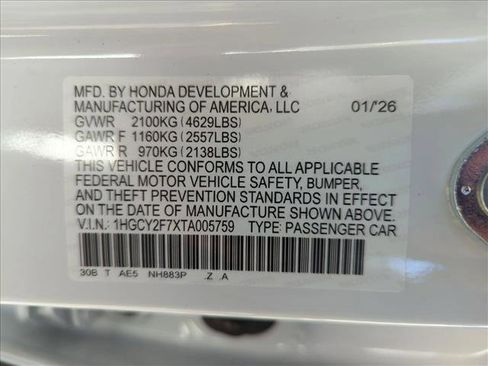 MFD. BY HONDA DEVELOPMENT &
MANUFACTURING OF AMERICA, LLC 01/'26
GVWR 2100KG (4629LBS)
GAWR F 1160KG (2557LBS)
GAWR R 970KG (2138LBS)
THIS VEHICLE CONFORMS TO ALL APPLICABLE
FEDERAL MOTOR VEHICLE SAFETY, BUMPER,
AND THEFT PREVENTION STANDARDS IN EFFECT
ON THE DATE OF MANUFACTURE SHOWN ABOVE.
V.I.N.: 1HGCY2F7XTA005759 TYPE: PASSENGER CAR
30B T AE5 NH883P .Z .A